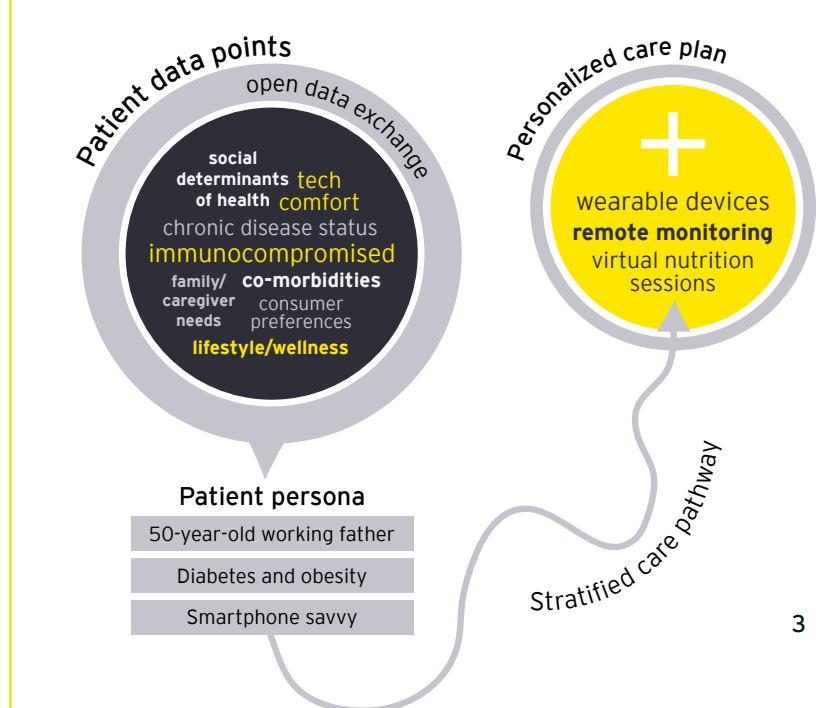 Patient data points
open data exchange
social
determinants
of health
tech
comfort
chronic disease status
immunocompromised
family/
caregiver
needs
co-morbidities
consumer
preferences
lifestyle/wellness
Patient persona
50-year-old working father
Diabetes and obesity
Smartphone savvy
Stratified care pathway
Personalized care plan
wearable devices
remote monitoring
virtual nutrition
sessions
3